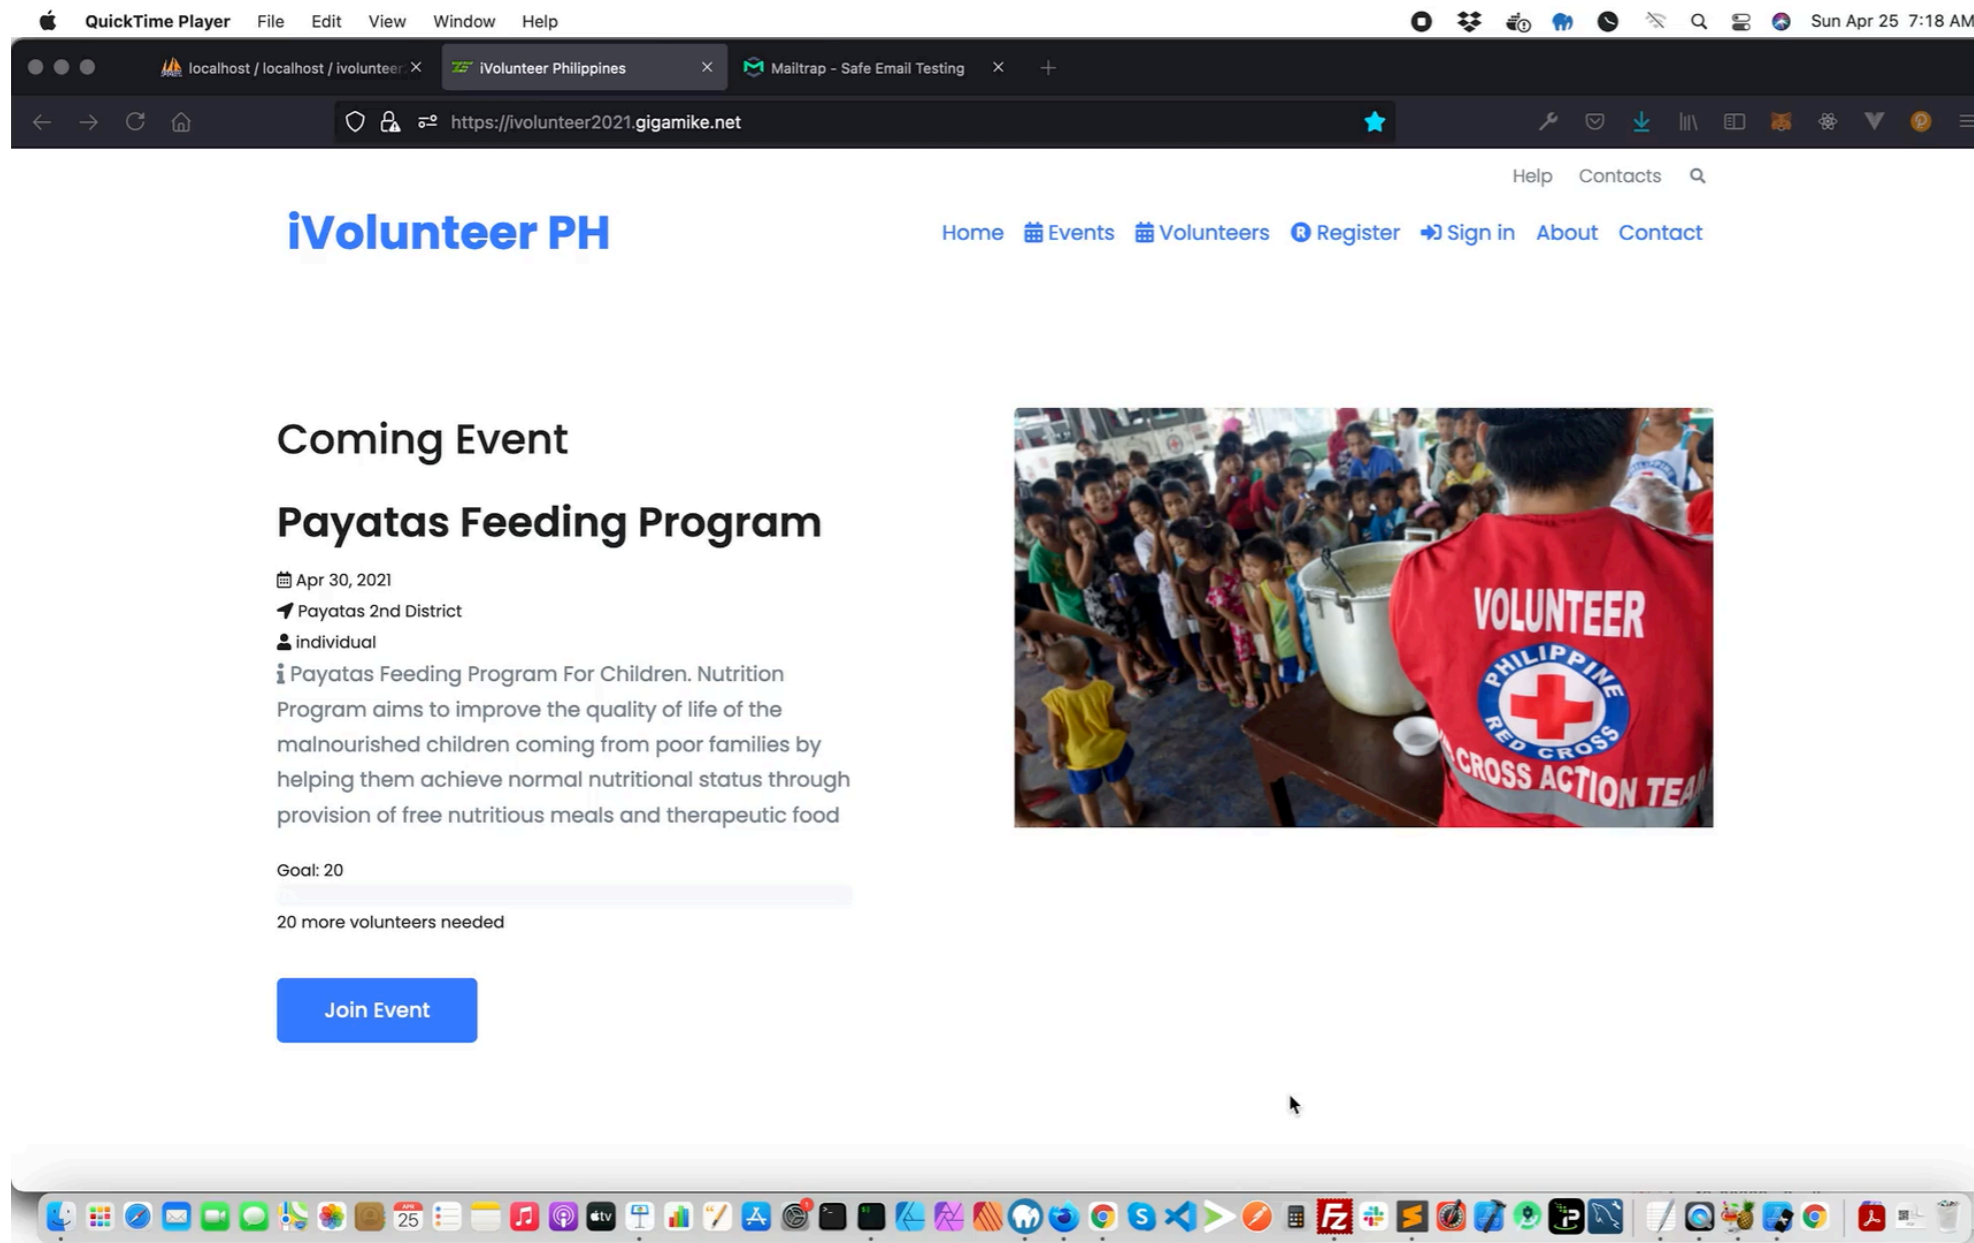 QuickTime Player File Edit View Window Help Sun Apr 25 7:18 AM
localhost / localhost / ivolunteer iVolunteer Philippines Mailtrap - Safe Email Testing
https://ivolunteer2021.gigamike.net
Help Contacts
iVolunteer PH
Home Events Volunteers Register Sign in About Contact
Coming Event
Payatas Feeding Program
Apr 30, 2021
Payatas 2nd District
individual
Payatas Feeding Program For Children. Nutrition
Program aims to improve the quality of life of the
malnourished children coming from poor families by
helping them achieve normal nutritional status through
provision of free nutritious meals and therapeutic food
Goal: 20
20 more volunteers needed
Join Event
VOLUNTEER
PHILIPPINE
RED CROSS
CROSS ACTION TEA
APR
25
tv